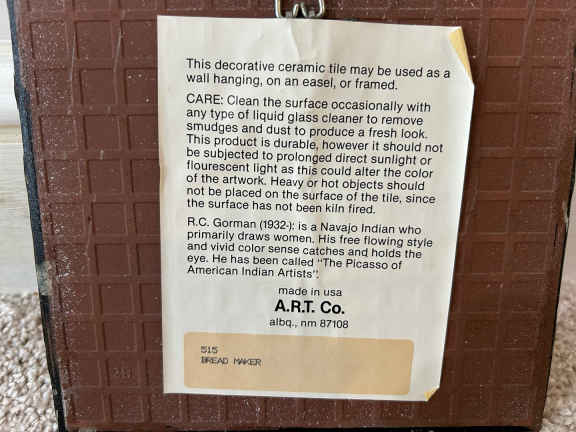 This decorative ceramic tile may be used as a
wall hanging, on an easel, or framed.
CARE: Clean the surface occasionally with
any type of liquid glass cleaner to remove
smudges and dust to produce a fresh look.
This product is durable, however it should not
be subjected to prolonged direct sunlight or
flourescent light as this could alter the color
of the artwork. Heavy or hot objects should
not be placed on the surface of the tile, since
the surface has not been kiln fired.
R.C. Gorman (1932-): is a Navajo Indian who
primarily draws women. His free flowing style
and vivid color sense catches and holds the
eye. He has been called "The Picasso of
American Indian Artists".
made in usa
A.R.T. Co.
albq., nm 87108
515
BREAD MAKER